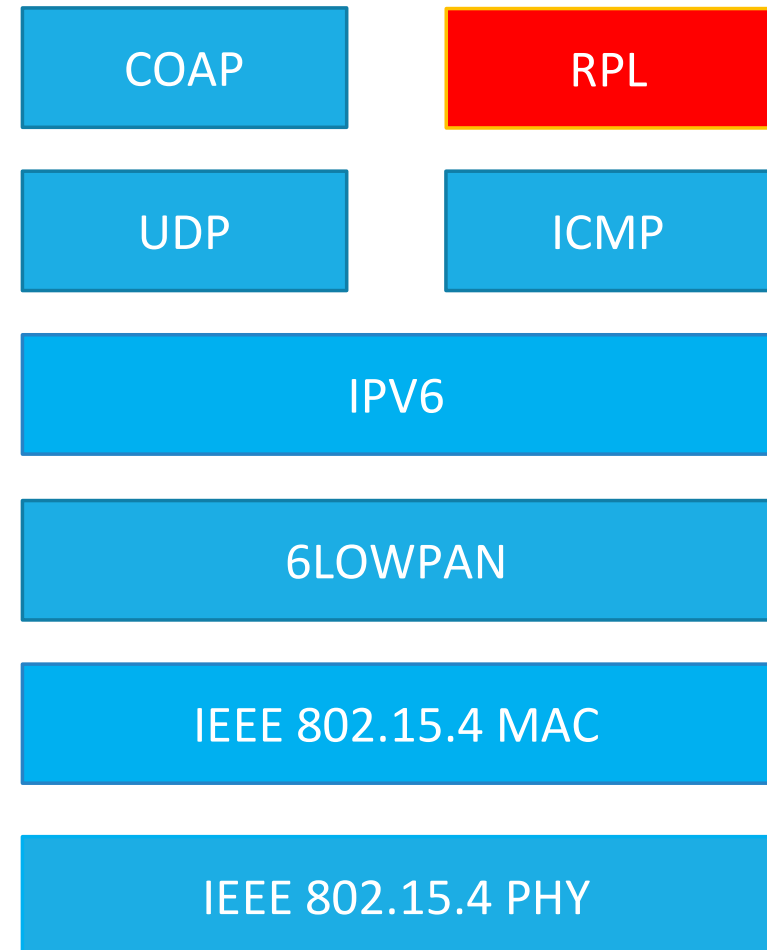 COAP
RPL
UDP
ICMP
IPV6
6LOWPAN
IEEE 802.15.4 MAC
IEEE 802.15.4 PHY